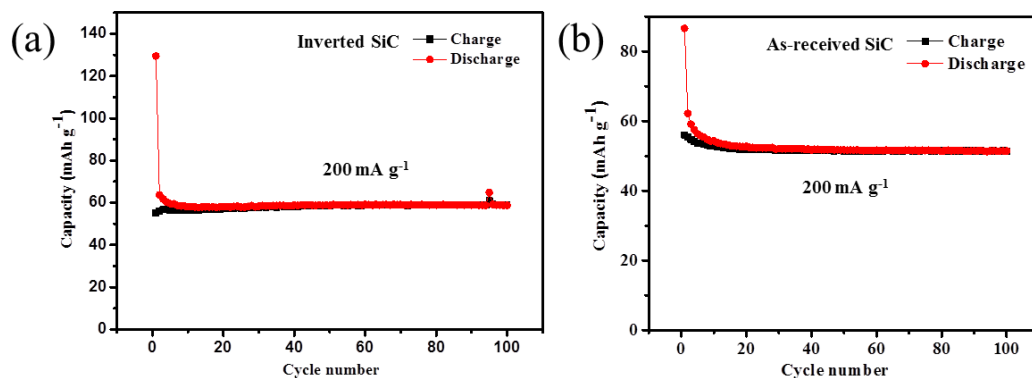 (a)
Inverted SiC
Charge
Discharge
200 mA g⁻¹
Capacity (mAh g⁻¹)
140
120
100
80
60
40
20
0
0 20 40 60 80 100
Cycle number
(b)
As-received SiC
Charge
Discharge
200 mA g⁻¹
Capacity (mAh g⁻¹)
80
60
40
20
0
0 20 40 60 80 100
Cycle number